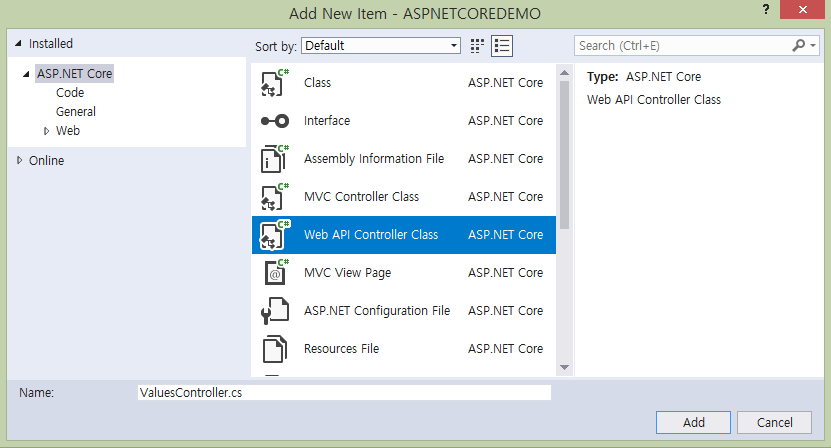 Add New Item - ASPNETCOREDEMO
?
Installed
Sort by: Default
Search (Ctrl+E)
ASP.NET Core
Code
General
Web
Online
C# Class ASP.NET Core
Interface ASP.NET Core
C# Assembly Information File ASP.NET Core
C# MVC Controller Class ASP.NET Core
C# Web API Controller Class ASP.NET Core
@ MVC View Page ASP.NET Core
ASP.NET Configuration File ASP.NET Core
Resources File ASP.NET Core
Type: ASP.NET Core
Web API Controller Class
Name: ValuesController.cs
Add Cancel